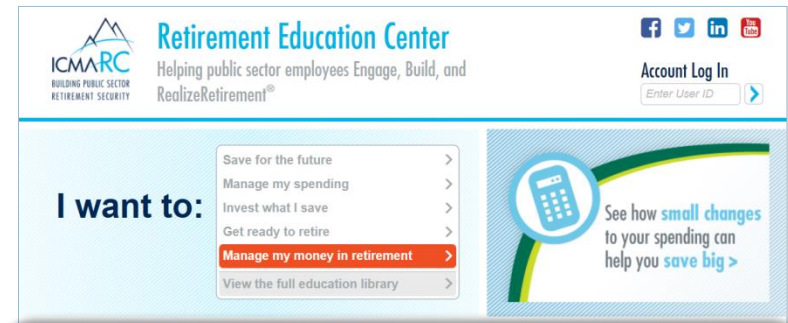 ICMARC
BUILDING PUBLIC SECTOR
RETIREMENT SECURITY
Retirement Education Center
Helping public sector employees Engage, Build, and
RealizeRetirement®
f
in
You
Tube
Account Log In
Enter User ID
I want to:
Save for the future
Manage my spending
Invest what I save
Get ready to retire
Manage my money in retirement
View the full education library
See how small changes
to your spending can
help you save big >